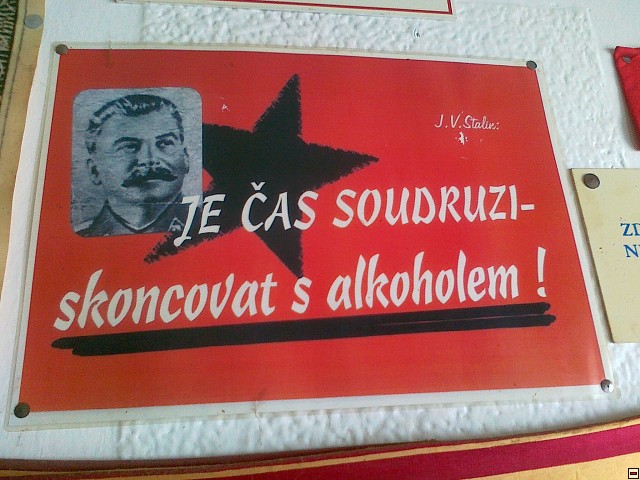 J.V. Stalin:
JE ČAS SOUDRUZI-
skoncovat s alkoholem !